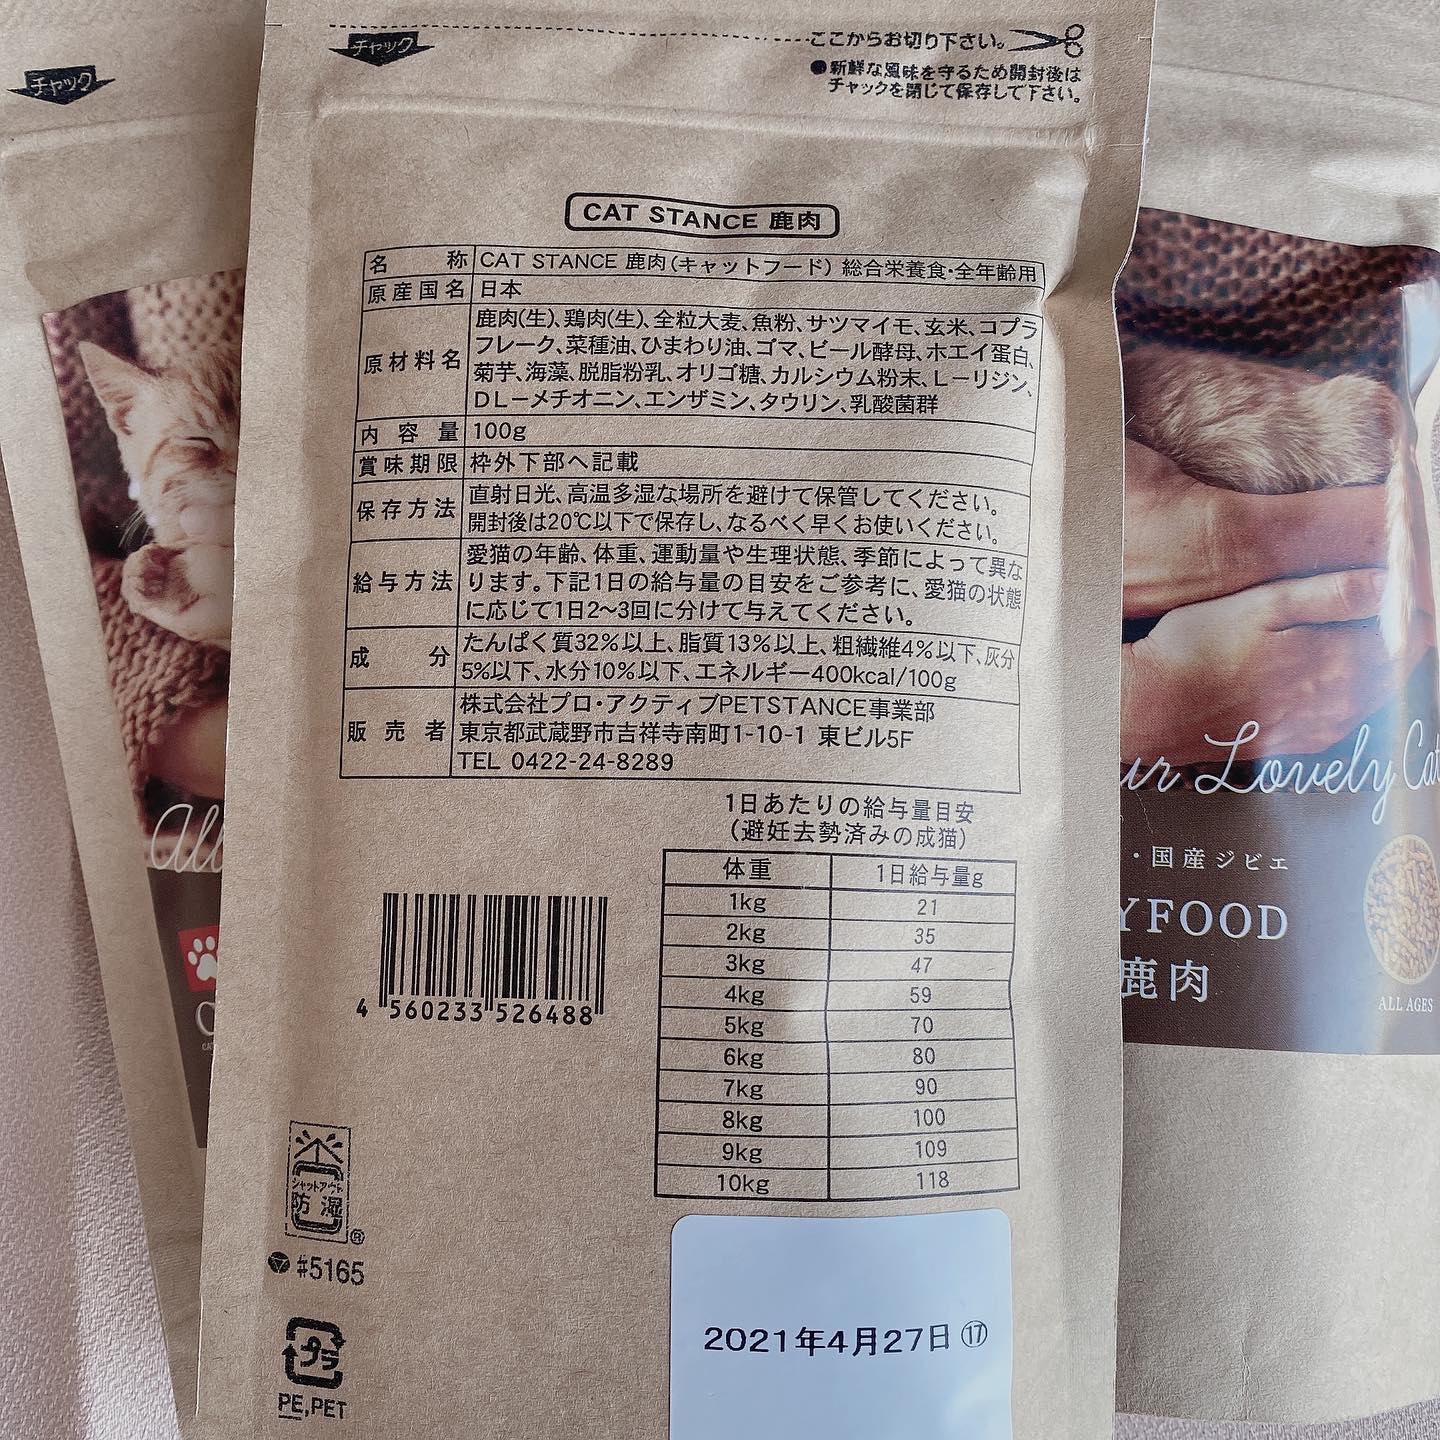 チャック
チャック
ここからお切り下さい。
●新鮮な風味を守るため開封後は
チャックを閉じて保存して下さい。
CAT STANCE 鹿肉
名称 CAT STANCE 鹿肉(キャットフード) 総合栄養食・全年齢用
原産国名 日本
原材料名 鹿肉(生)、鶏肉(生)、全粒大麦、魚粉、サツマイモ、玄米、コプラ
フレーク、菜種油、ひまわり油、ゴマ、ビール酵母、ホエイ蛋白、
菊芋、海藻、脱脂粉乳、オリゴ糖、カルシウム粉末、L-リジン、
DL-メチオニン、エンザミン、タウリン、乳酸菌群
内容量 100g
賞味期限 枠外下部へ記載
保存方法 直射日光、高温多湿な場所を避けて保管してください。
開封後は20℃以下で保存し、なるべく早くお使いください。
給与方法 愛猫の年齢、体重、運動量や生理状態、季節によって異な
ります。下記1日の給与量の目安をご参考に、愛猫の状態
に応じて1日2〜3回に分けて与えてください。
成分 たんぱく質32%以上、脂質13%以上、粗繊維4%以下、灰分
5%以下、水分10%以下、エネルギー400kcal/100g
販売者 株式会社プロ・アクティブPETSTANCE事業部
東京都武蔵野市吉祥寺南町1-10-1 東ビル5F
TEL 0422-24-8289
1日あたりの給与量目安
(避妊去勢済みの成猫)
体重 1日給与量g
1kg 21
2kg 35
3kg 47
4kg 59
5kg 70
6kg 80
7kg 90
8kg 100
9kg 109
10kg 118
4 560233 526488
シャットアウト
防湿
®
#5165
プラ
PE,PET
2021年4月27日⑰
All
ur Lovely Cat
・国産ジビエ
YFOOD
鹿肉
ALL AGES